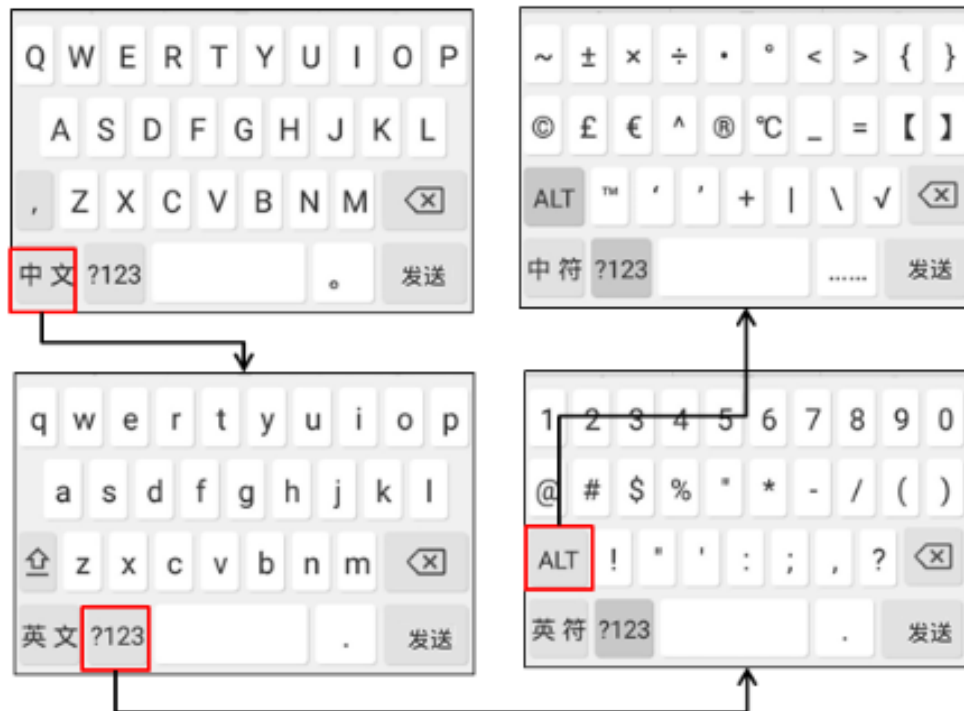 Q W E R T Y U I O P
A S D F G H J K L
, Z X C V B N M
中文 ?123 。 发送
~ ± × ÷ · ° < > { }
© £ € ^ ® ℃ _ = 【 】
ALT ™ ‘ ’ + | \ √
中符 ?123 …… 发送
q w e r t y u i o p
a s d f g h j k l
z x c v b n m
英文 ?123 . 发送
1 2 3 4 5 6 7 8 9 0
@ # $ % " * - / ( )
ALT ! " ' : ; , ?
英符 ?123 . 发送